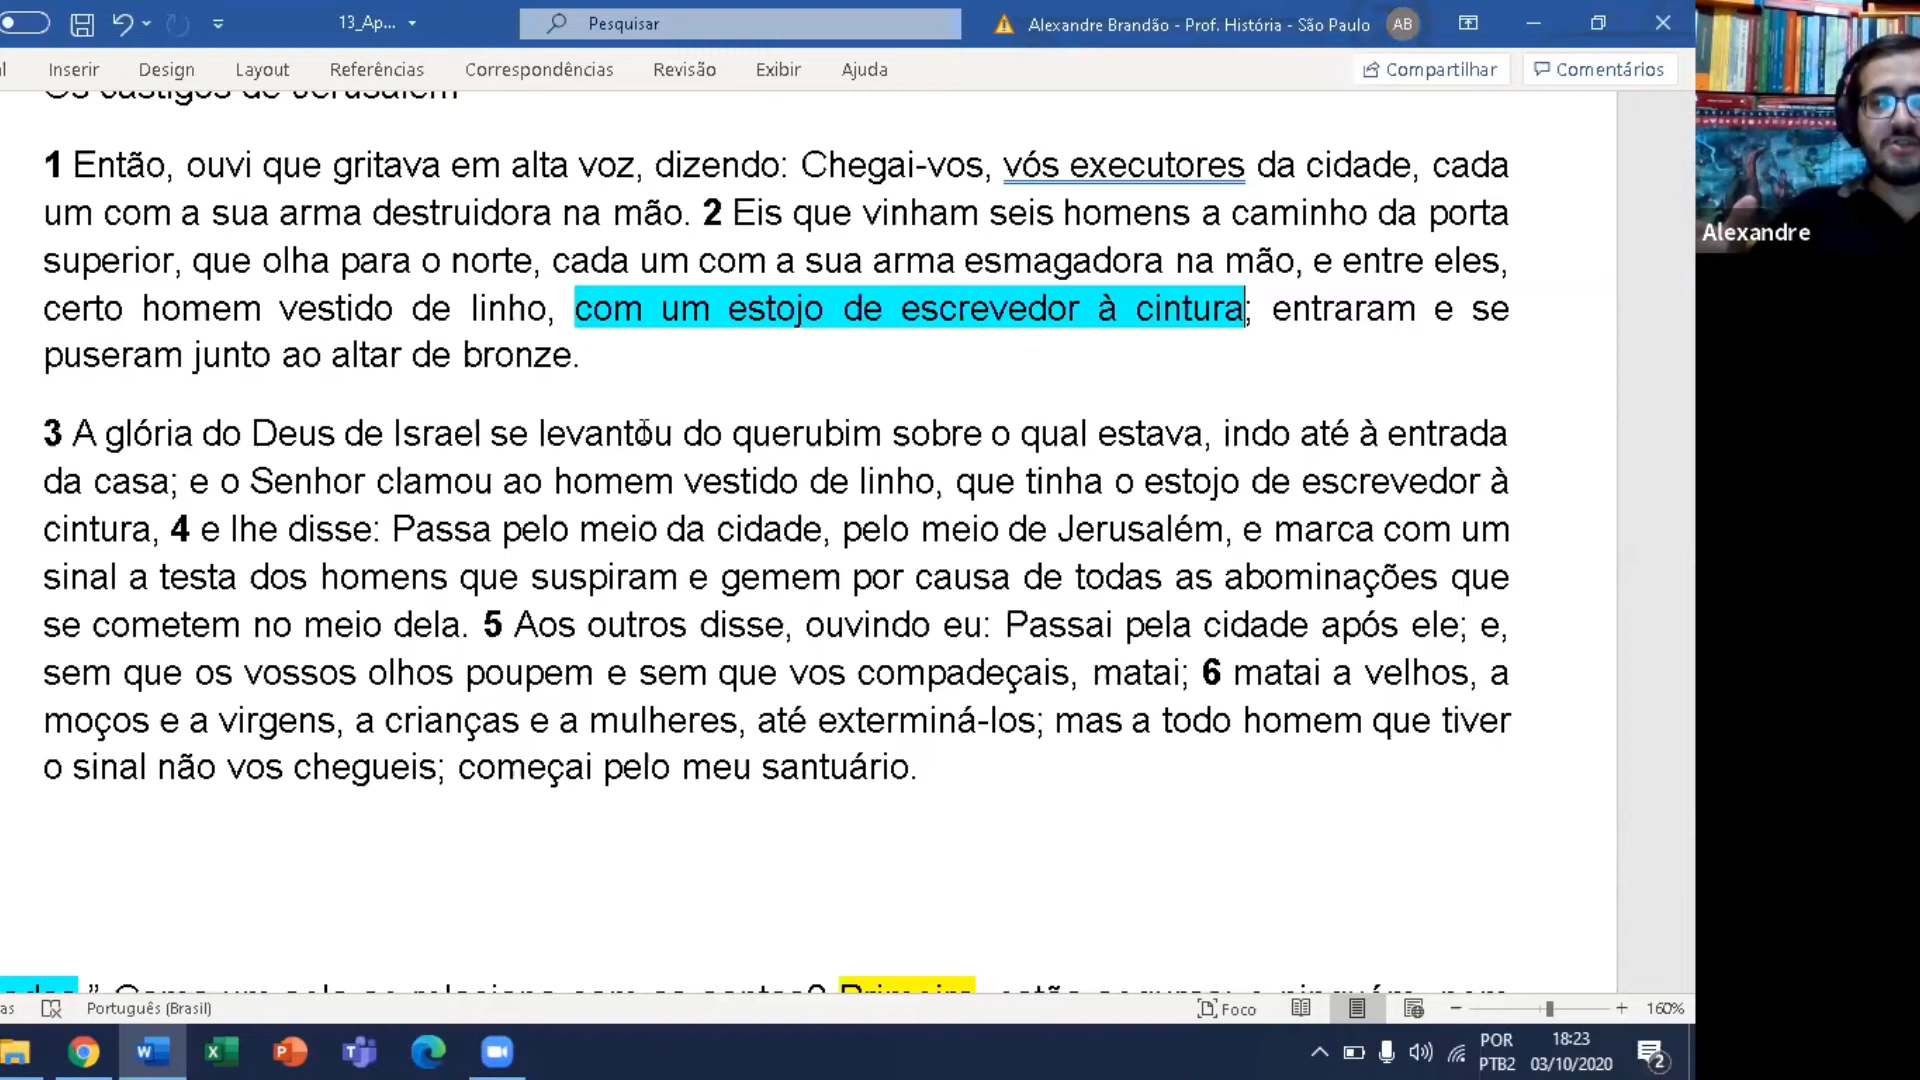 13_Ap...
Pesquisar
Alexandre Brandão - Prof. História - São Paulo
AB
Inserir
Design
Layout
Referências
Correspondências
Revisão
Exibir
Ajuda
Compartilhar
Comentários
Os castigos de Jerusalém
1 Então, ouvi que gritava em alta voz, dizendo: Chegai-vos, vós executores da cidade, cada
um com a sua arma destruidora na mão. 2 Eis que vinham seis homens a caminho da porta
superior, que olha para o norte, cada um com a sua arma esmagadora na mão, e entre eles,
certo homem vestido de linho, com um estojo de escrevedor à cintura; entraram e se
puseram junto ao altar de bronze.
3 A glória do Deus de Israel se levantou do querubim sobre o qual estava, indo até à entrada
da casa; e o Senhor clamou ao homem vestido de linho, que tinha o estojo de escrevedor à
cintura, 4 e lhe disse: Passa pelo meio da cidade, pelo meio de Jerusalém, e marca com um
sinal a testa dos homens que suspiram e gemem por causa de todas as abominações que
se cometem no meio dela. 5 Aos outros disse, ouvindo eu: Passai pela cidade após ele; e,
sem que os vossos olhos poupem e sem que vos compadeçais, matai; 6 matai a velhos, a
moços e a virgens, a crianças e a mulheres, até exterminá-los; mas a todo homem que tiver
o sinal não vos chegueis; começai pelo meu santuário.
Alexandre
as
Português (Brasil)
Foco
160%
POR
PTB2
18:23
03/10/2020
2